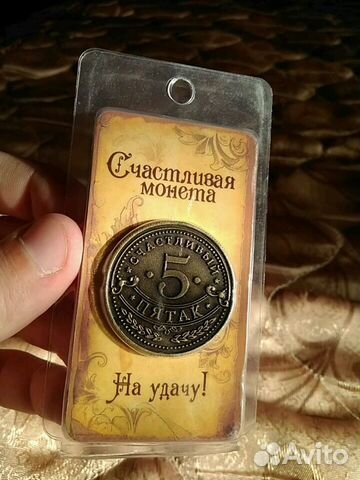 Счастливая
монета
СЧАСТЛИВЫЙ
5
ПЯТАК
На удачу!
Avito